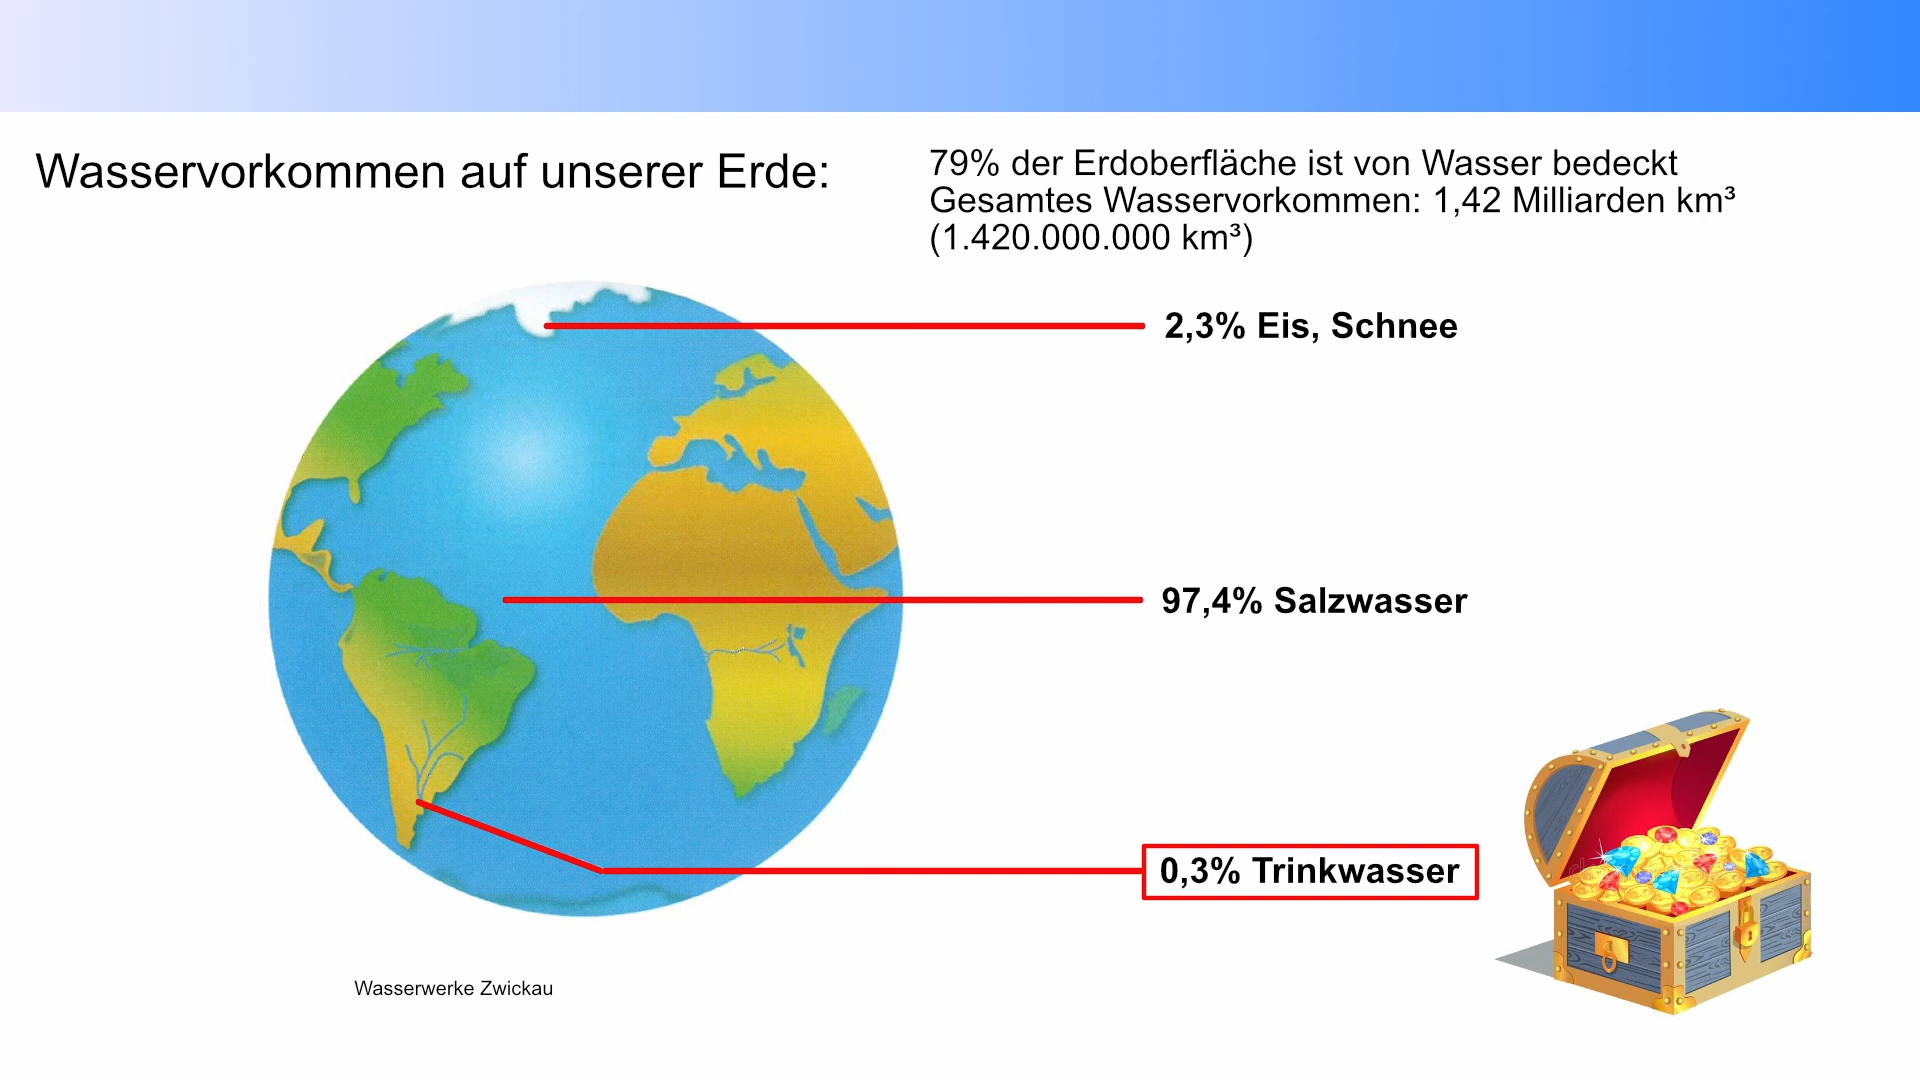 Wasservorkommen auf unserer Erde:
79% der Erdoberfläche ist von Wasser bedeckt
Gesamtes Wasservorkommen: 1,42 Milliarden km³
(1.420.000.000 km³)
2,3% Eis, Schnee
97,4% Salzwasser
0,3% Trinkwasser
Wasserwerke Zwickau